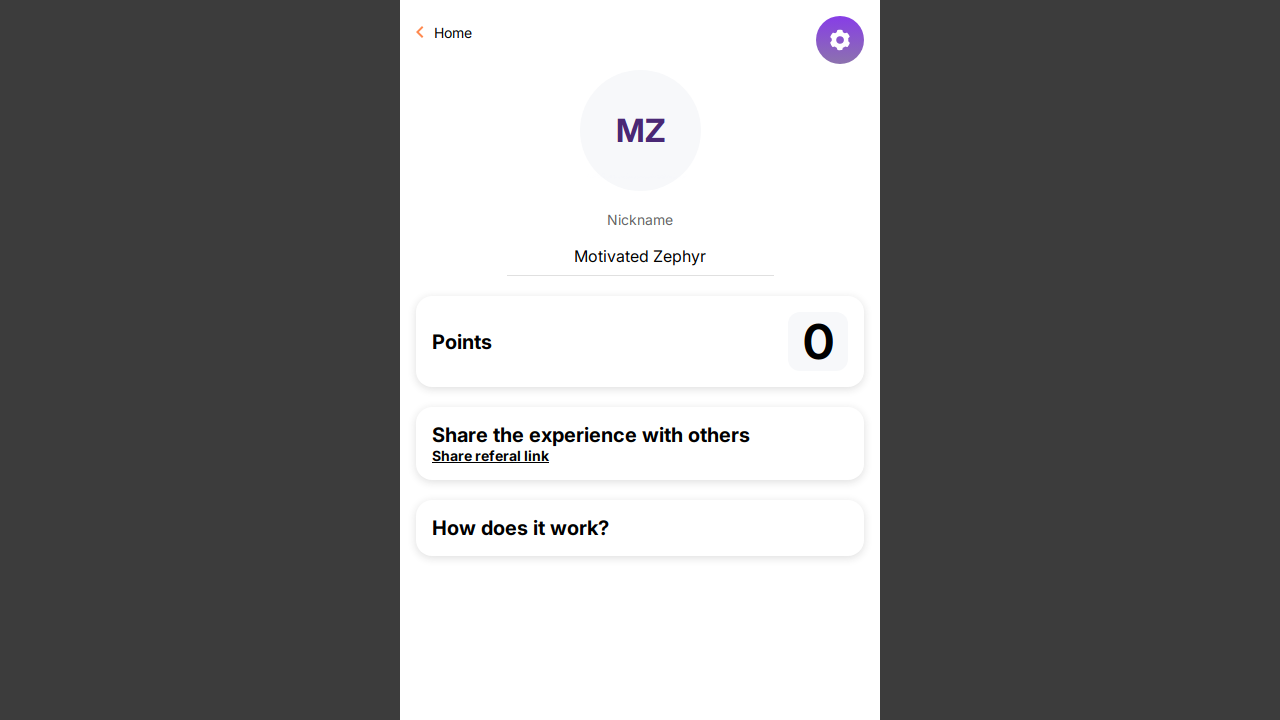 Home
MZ
Nickname
Motivated Zephyr
Points
0
Share the experience with others
Share referal link
How does it work?